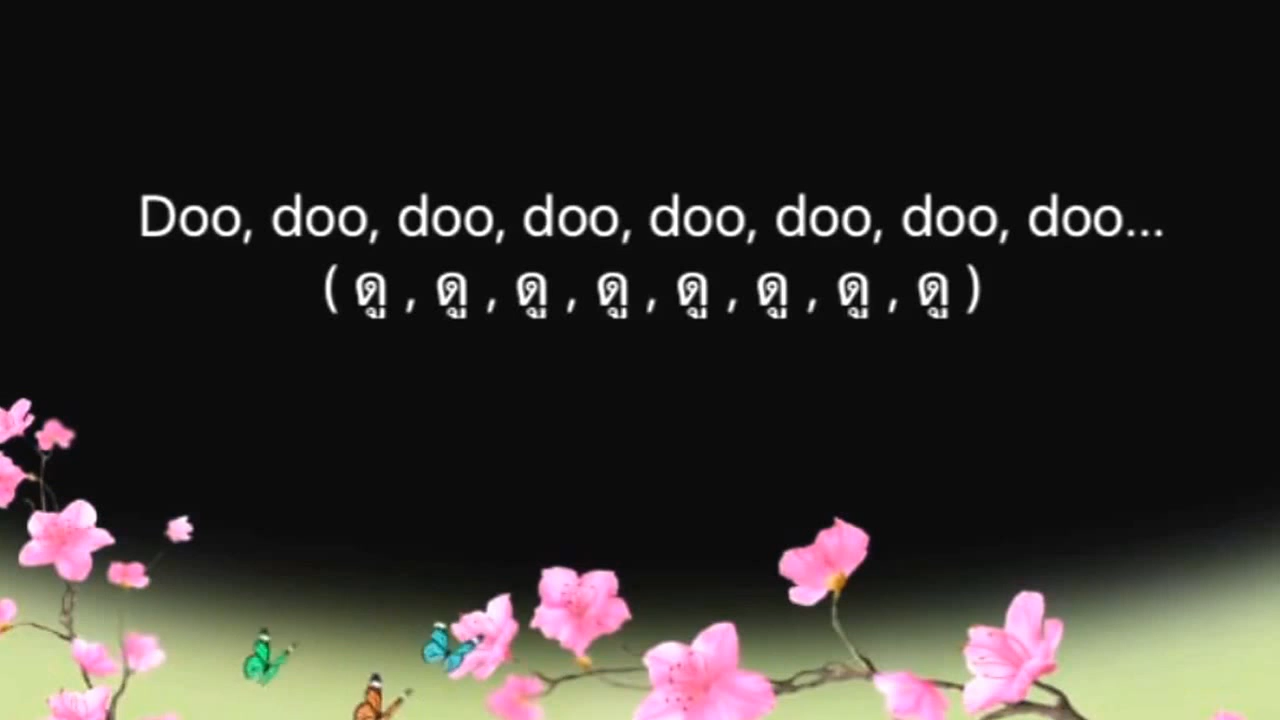 Doo, doo, doo, doo, doo, doo, doo, doo...
( ดู , ดู , ดู , ดู , ดู , ดู , ดู , ดู )